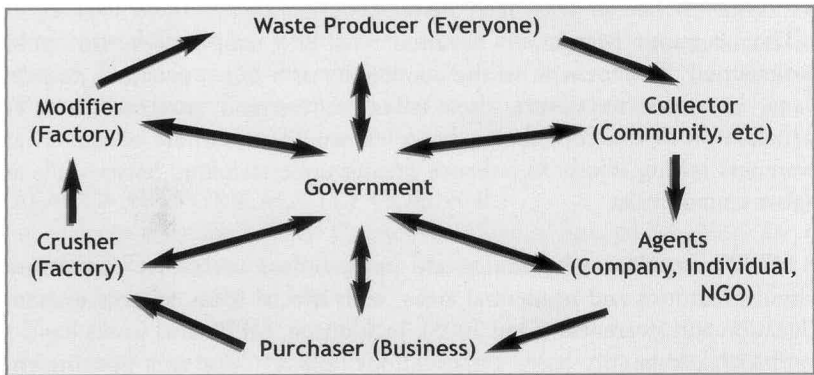 Waste Producer (Everyone)
Modifier
(Factory)
Collector
(Community, etc)
Government
Crusher
(Factory)
Agents
(Company, Individual,
NGO)
Purchaser (Business)